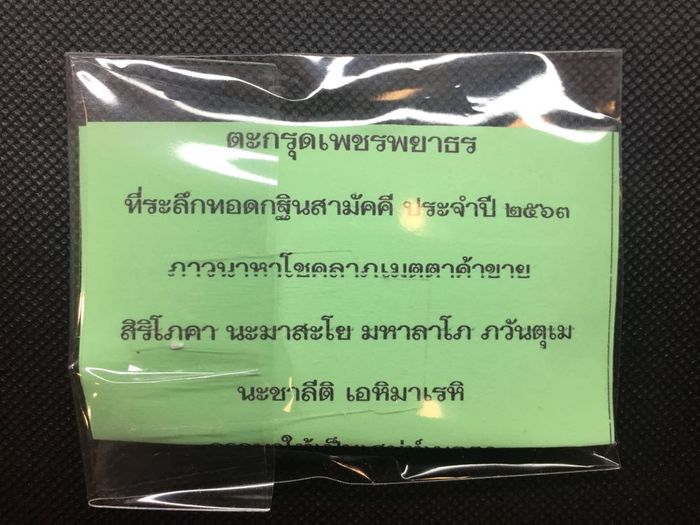 ตะกรุดเพชรพยาธร
ที่ระลึกทอดกฐินสามัคคี ประจำปี ๒๕๖๓
ภาวนาหาโชคลาภเมตตาค้าขาย
สิริโภคา นะมาสะโย มหาลาโภ ภวันตุเม
นะชาลีติ เอหิมาเรหิ